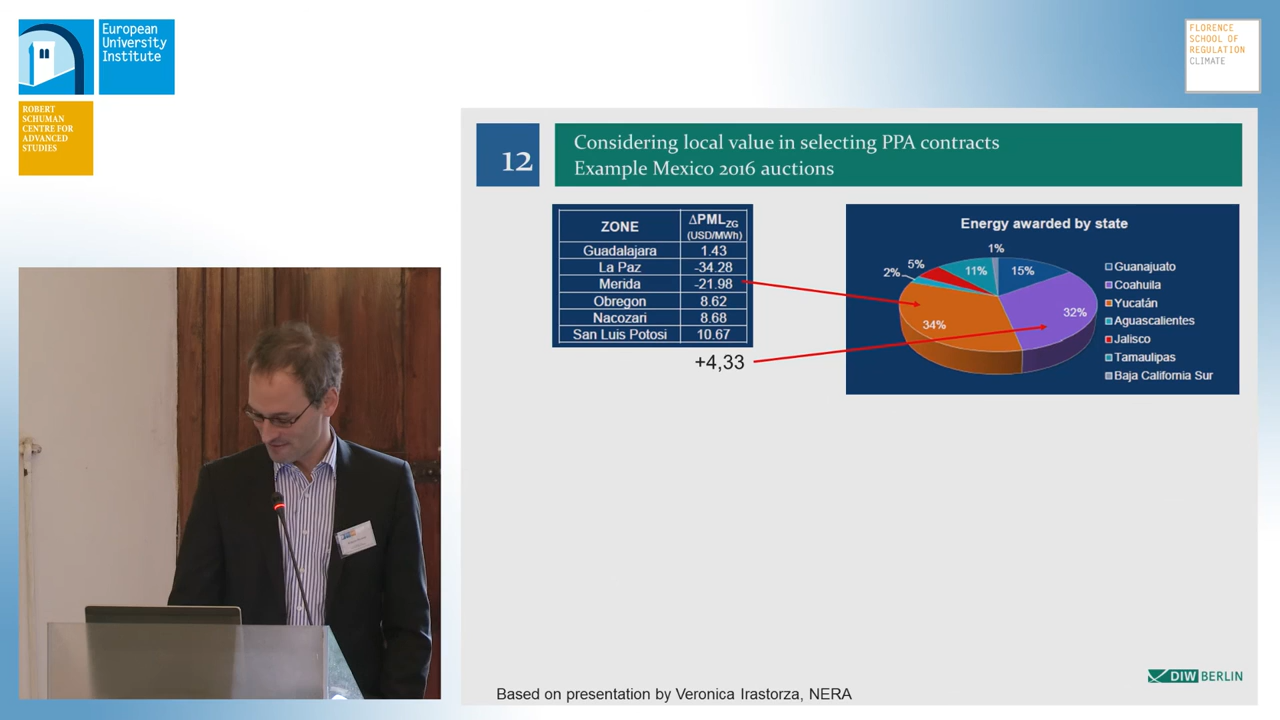 European
University
Institute
ROBERT
SCHUMAN
CENTRE FOR
ADVANCED
STUDIES
FLORENCE
SCHOOL OF
REGULATION
CLIMATE
12
Considering local value in selecting PPA contracts
Example Mexico 2016 auctions
ZONE ΔPMLZG
(USD/MWh)
Guadalajara 1.43
La Paz -34.28
Merida -21.98
Obregon 8.62
Nacozari 8.68
San Luis Potosi 10.67
+4,33
Energy awarded by state
1%
5% 11% 15%
2%
32%
34%
Guanajuato
Coahuila
Yucatán
Aguascalientes
Jalisco
Tamaulipas
Baja California Sur
Based on presentation by Veronica Irastorza, NERA
DIW BERLIN